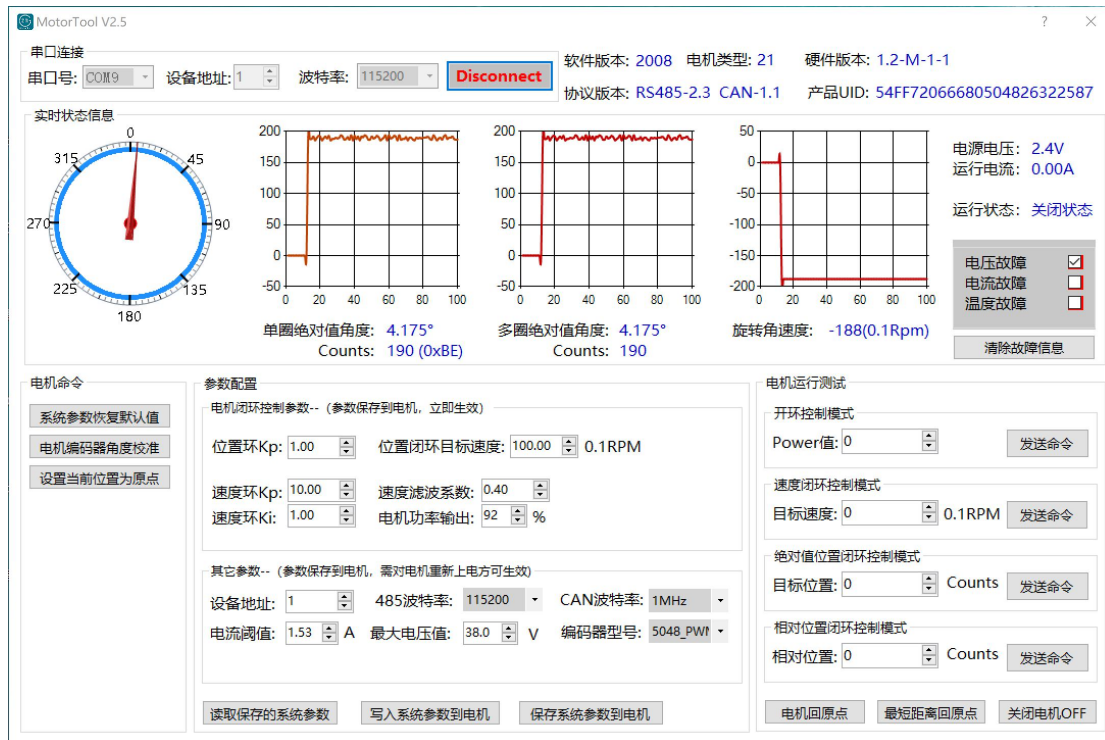 MotorTool V2.5 ? ×
串口连接
串口号: COM9 设备地址: 1 波特率: 115200 Disconnect
软件版本: 2008 电机类型: 21 硬件版本: 1.2-M-1-1
协议版本: RS485-2.3 CAN-1.1 产品UID: 54FF72066680504826322587
实时状态信息
0
45
90
135
180
225
270
315
200
150
100
50
0
-50
0 20 40 60 80 100
单圈绝对值角度: 4.175°
Counts: 190 (0xBE)
200
150
100
50
0
-50
0 20 40 60 80 100
多圈绝对值角度: 4.175°
Counts: 190
50
0
-50
-100
-150
-200
0 20 40 60 80 100
旋转角速度: -188(0.1Rpm)
电源电压: 2.4V
运行电流: 0.00A
运行状态: 关闭状态
电压故障
电流故障
温度故障
清除故障信息
电机命令
系统参数恢复默认值
电机编码器角度校准
设置当前位置为原点
参数配置
电机闭环控制参数--（参数保存到电机，立即生效）
位置环Kp: 1.00 位置闭环目标速度: 100.00 0.1RPM
速度环Kp: 10.00 速度滤波系数: 0.40
速度环Ki: 1.00 电机功率输出: 92 %
其它参数--（参数保存到电机，需对电机重新上电方可生效)
设备地址: 1 485波特率: 115200 CAN波特率: 1MHz
电流阈值: 1.53 A 最大电压值: 38.0 V 编码器型号: 5048_PWM
读取保存的系统参数 写入系统参数到电机 保存系统参数到电机
电机运行测试
开环控制模式
Power值: 0 发送命令
速度闭环控制模式
目标速度: 0 0.1RPM 发送命令
绝对值位置闭环控制模式
目标位置: 0 Counts 发送命令
相对位置闭环控制模式
相对位置: 0 Counts 发送命令
电机回原点 最短距离回原点 关闭电机OFF